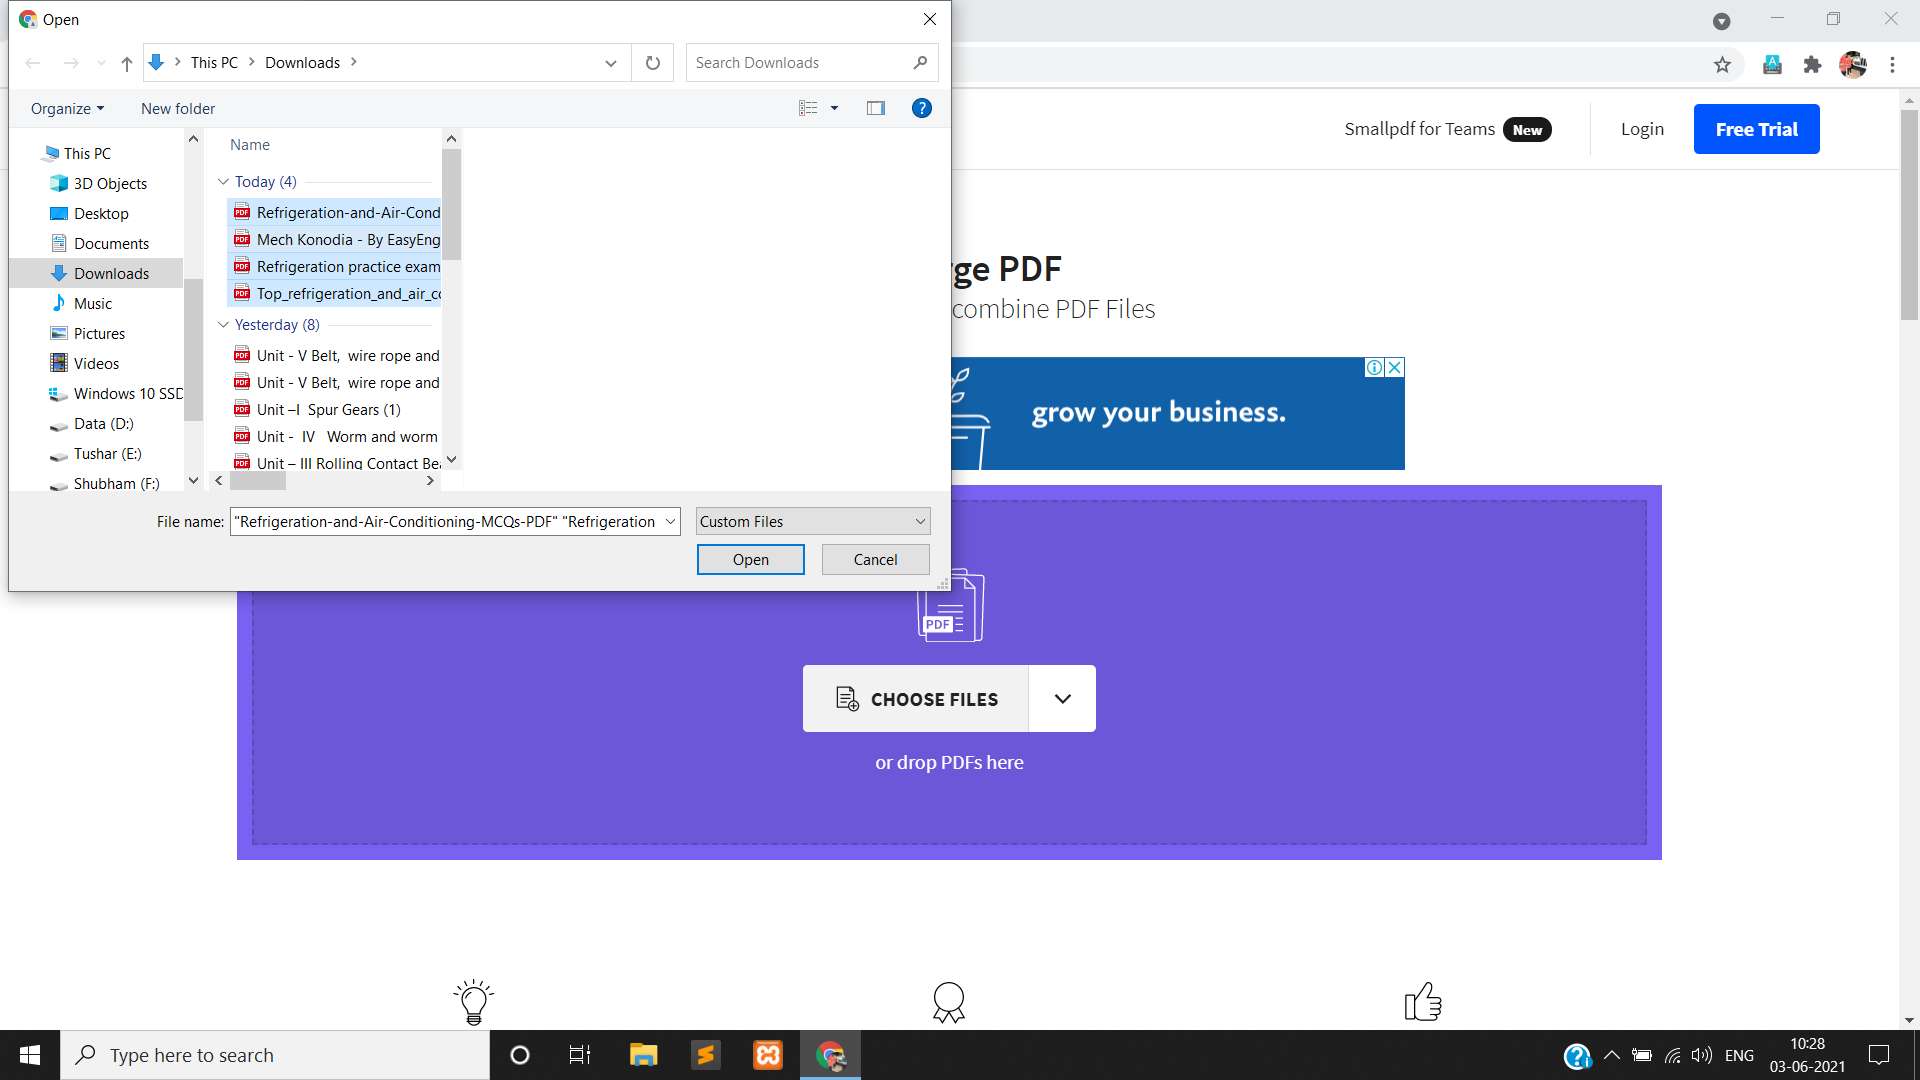 Open
This PC
Downloads
Search Downloads
Organize
New folder
This PC
3D Objects
Desktop
Documents
Downloads
Music
Pictures
Videos
Windows 10 SSD
Data (D:)
Tushar (E:)
Shubham (F:)
Name
Today (4)
Refrigeration-and-Air-Cond
Mech Konodia - By EasyEng
Refrigeration practice exam
Top_refrigeration_and_air_co
Yesterday (8)
Unit - V Belt, wire rope and
Unit - V Belt, wire rope and
Unit –I Spur Gears (1)
Unit - IV Worm and worm
Unit – III Rolling Contact Bea
File name:
"Refrigeration-and-Air-Conditioning-MCQs-PDF" "Refrigeration
Custom Files
Open
Cancel
Smallpdf for Teams New
Login
Free Trial
rge PDF
combine PDF Files
grow your business.
PDF
CHOOSE FILES
or drop PDFs here
Type here to search
ENG
10:28
03-06-2021